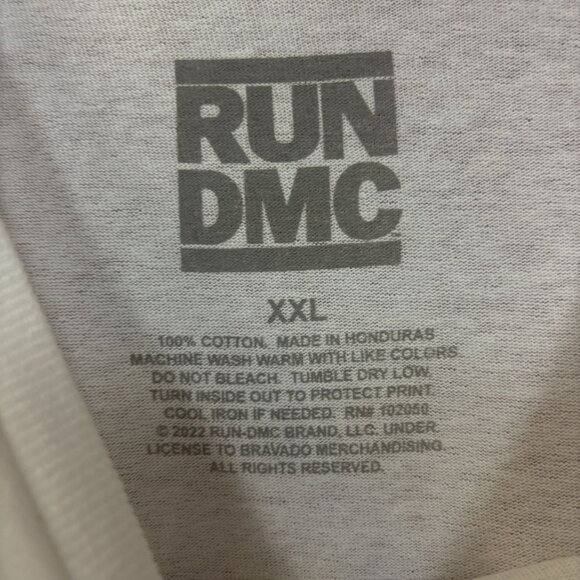 RUN
DMC
XXL
100% COTTON. MADE IN HONDURAS
MACHINE WASH WARM WITH LIKE COLORS.
DO NOT BLEACH. TUMBLE DRY LOW.
TURN INSIDE OUT TO PROTECT PRINT.
COOL IRON IF NEEDED. RN# 102050
© 2022 RUN-DMC BRAND, LLC. UNDER
LICENSE TO BRAVADO MERCHANDISING.
ALL RIGHTS RESERVED.